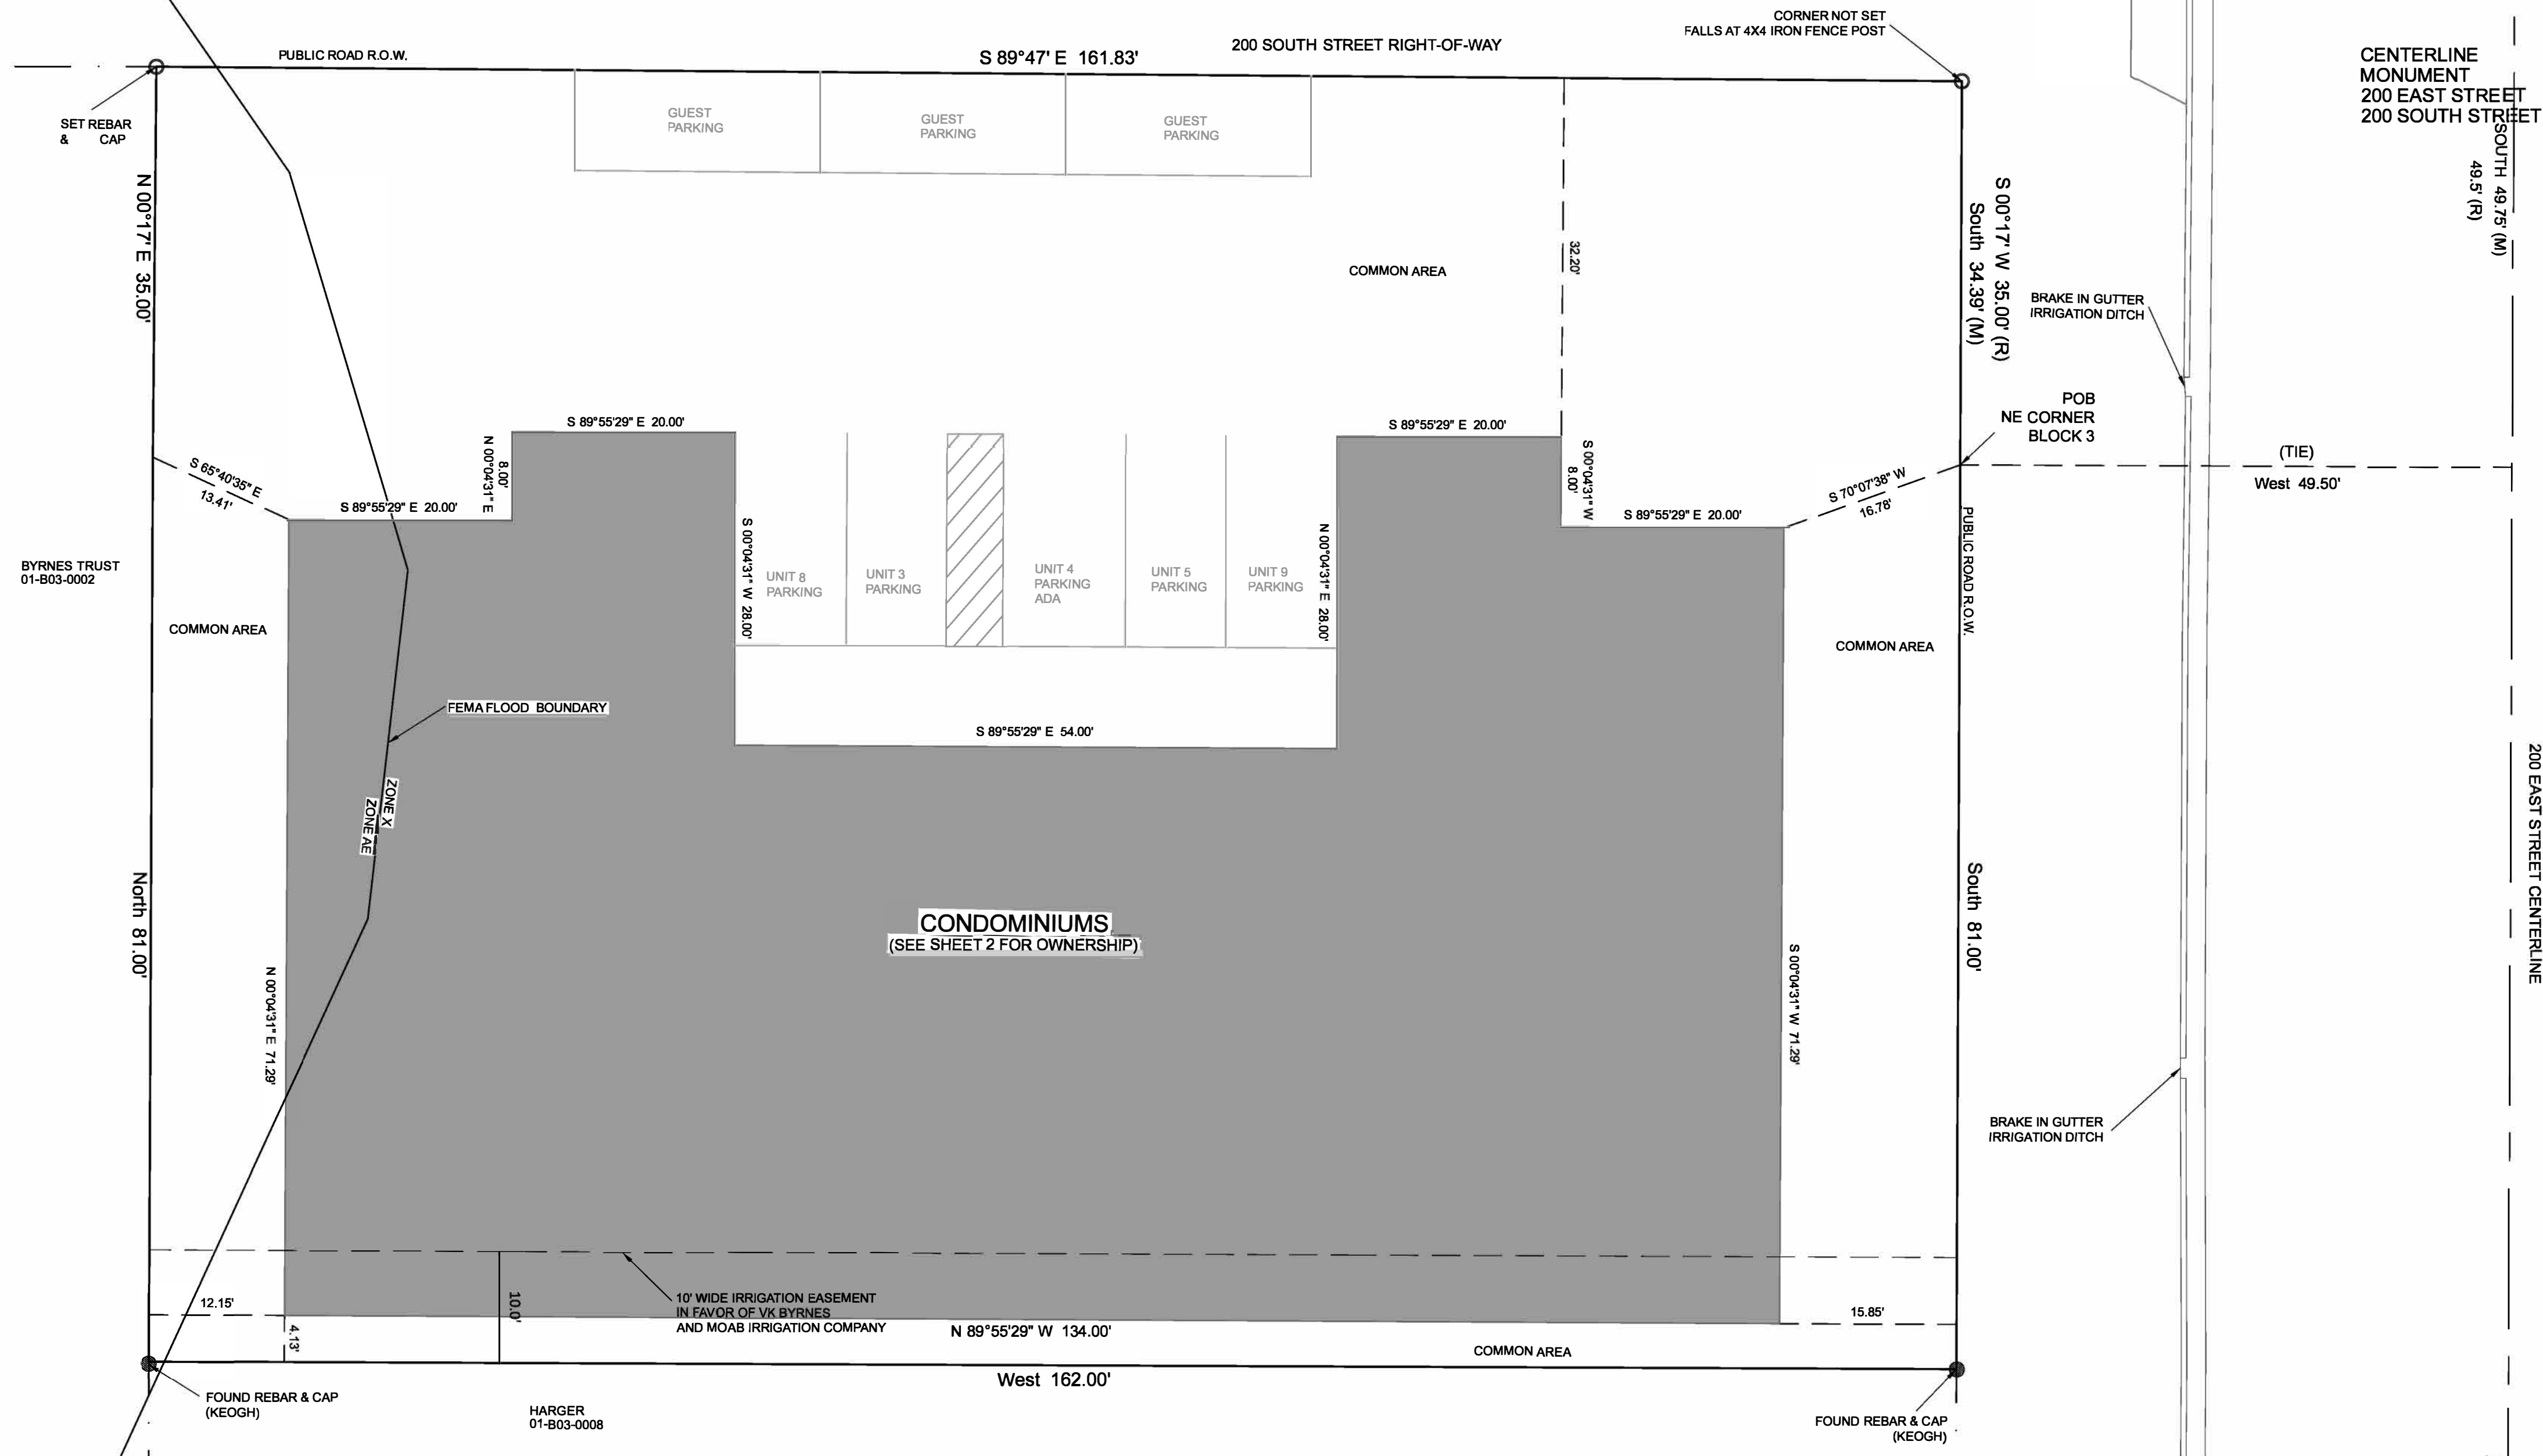 CORNER NOT SET
FALLS AT 4X4 IRON FENCE POST
200 SOUTH STREET RIGHT-OF-WAY
PUBLIC ROAD R.O.W.
S 89°47' E 161.83'
CENTERLINE
MONUMENT
200 EAST STREET
200 SOUTH STREET
SET REBAR
& CAP
GUEST
PARKING
GUEST
PARKING
GUEST
PARKING
SOUTH 49.75' (M)
49.5' (R)
N 00°17' E 35.00'
S 00°17' W 35.00' (R)
South 34.39' (M)
32.20'
COMMON AREA
BRAKE IN GUTTER
IRRIGATION DITCH
POB
NE CORNER
BLOCK 3
(TIE)
West 49.50'
S 89°55'29" E 20.00'
S 89°55'29" E 20.00'
N 00°04'31" E
8.00'
S 00°04'31" W
8.00'
S 65°40'35" E
13.41'
S 70°07'38" W
16.78'
S 89°55'29" E 20.00'
S 89°55'29" E 20.00'
PUBLIC ROAD R.O.W.
BYRNES TRUST
01-B03-0002
S 00°04'31" W 28.00'
UNIT 8
PARKING
UNIT 3
PARKING
UNIT 4
PARKING
ADA
UNIT 5
PARKING
UNIT 9
PARKING
N 00°04'31" E 28.00'
COMMON AREA
COMMON AREA
FEMA FLOOD BOUNDARY
S 89°55'29" E 54.00'
ZONE X
ZONE AE
200 EAST STREET CENTERLINE
North 81.00'
South 81.00'
CONDOMINIUMS
(SEE SHEET 2 FOR OWNERSHIP)
N 00°04'31" E 71.29'
S 00°04'31" W 71.29'
BRAKE IN GUTTER
IRRIGATION DITCH
12.15'
4.13'
10.0'
10' WIDE IRRIGATION EASEMENT
IN FAVOR OF VK BYRNES
AND MOAB IRRIGATION COMPANY
N 89°55'29" W 134.00'
15.85'
COMMON AREA
West 162.00'
FOUND REBAR & CAP
(KEOGH)
HARGER
01-B03-0008
FOUND REBAR & CAP
(KEOGH)